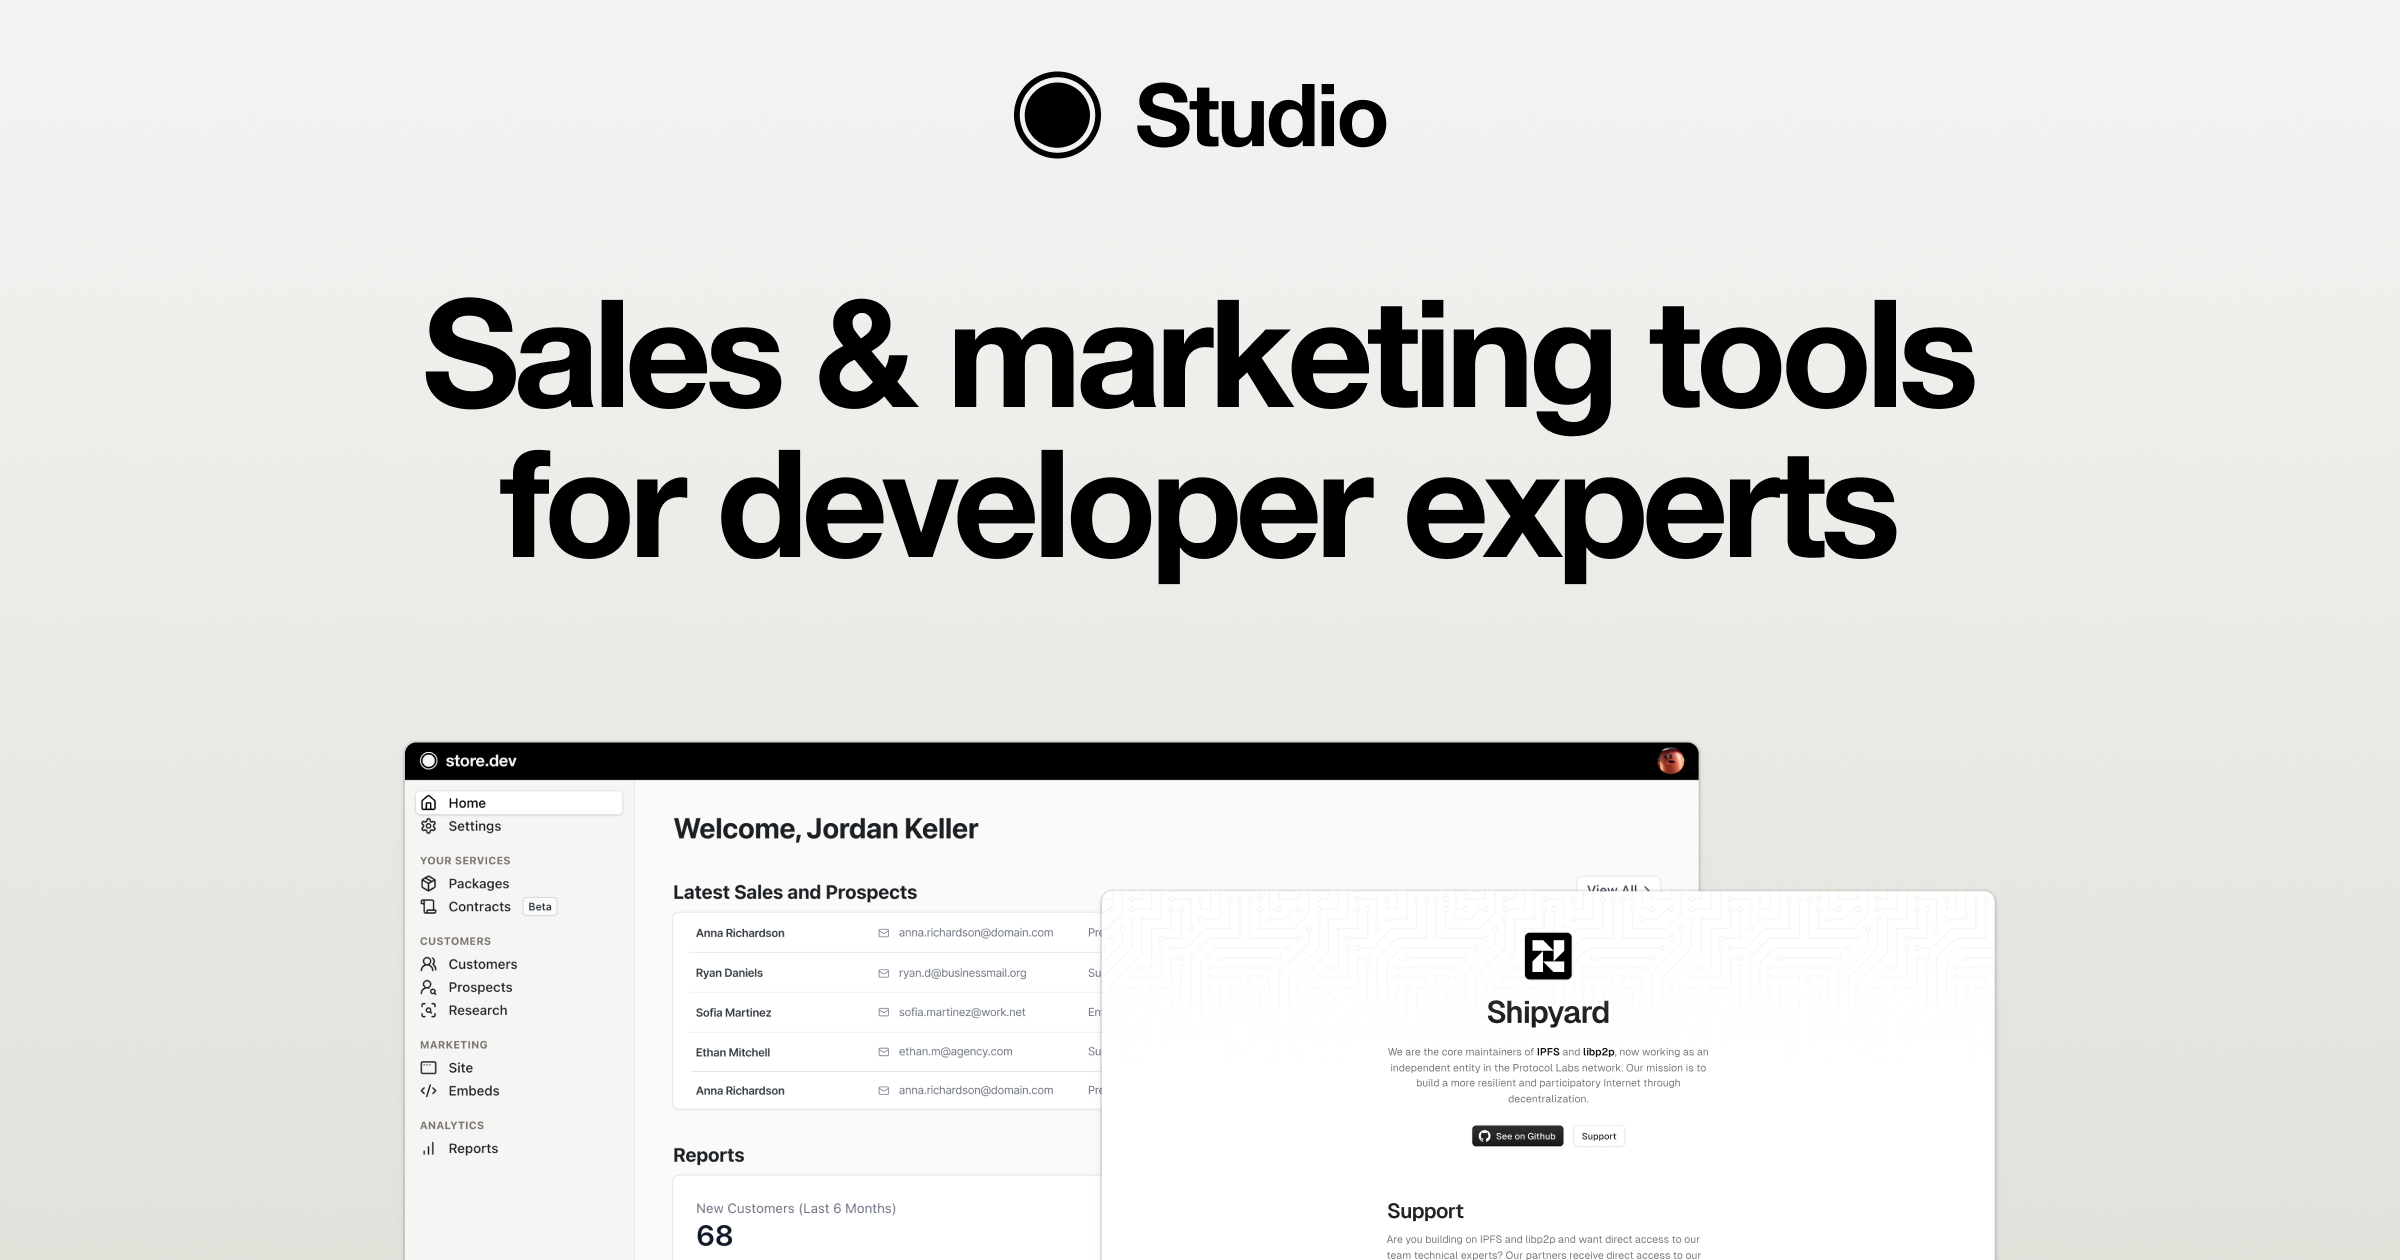 Studio
Sales & marketing tools
for developer experts
store.dev
Home
Settings
YOUR SERVICES
Packages
Contracts Beta
CUSTOMERS
Customers
Prospects
Research
MARKETING
Site
Embeds
ANALYTICS
Reports
Welcome, Jordan Keller
Latest Sales and Prospects
View All
Anna Richardson anna.richardson@domain.com Pre
Ryan Daniels ryan.d@businessmail.org Su
Sofia Martinez sofia.martinez@work.net En
Ethan Mitchell ethan.m@agency.com Su
Anna Richardson anna.richardson@domain.com Pre
Reports
New Customers (Last 6 Months)
68
Shipyard
We are the core maintainers of IPFS and libp2p, now working as an
independent entity in the Protocol Labs network. Our mission is to
build a more resilient and participatory Internet through
decentralization.
See on Github
Support
Support
Are you building on IPFS and libp2p and want direct access to our
team technical experts? Our partners receive direct access to our